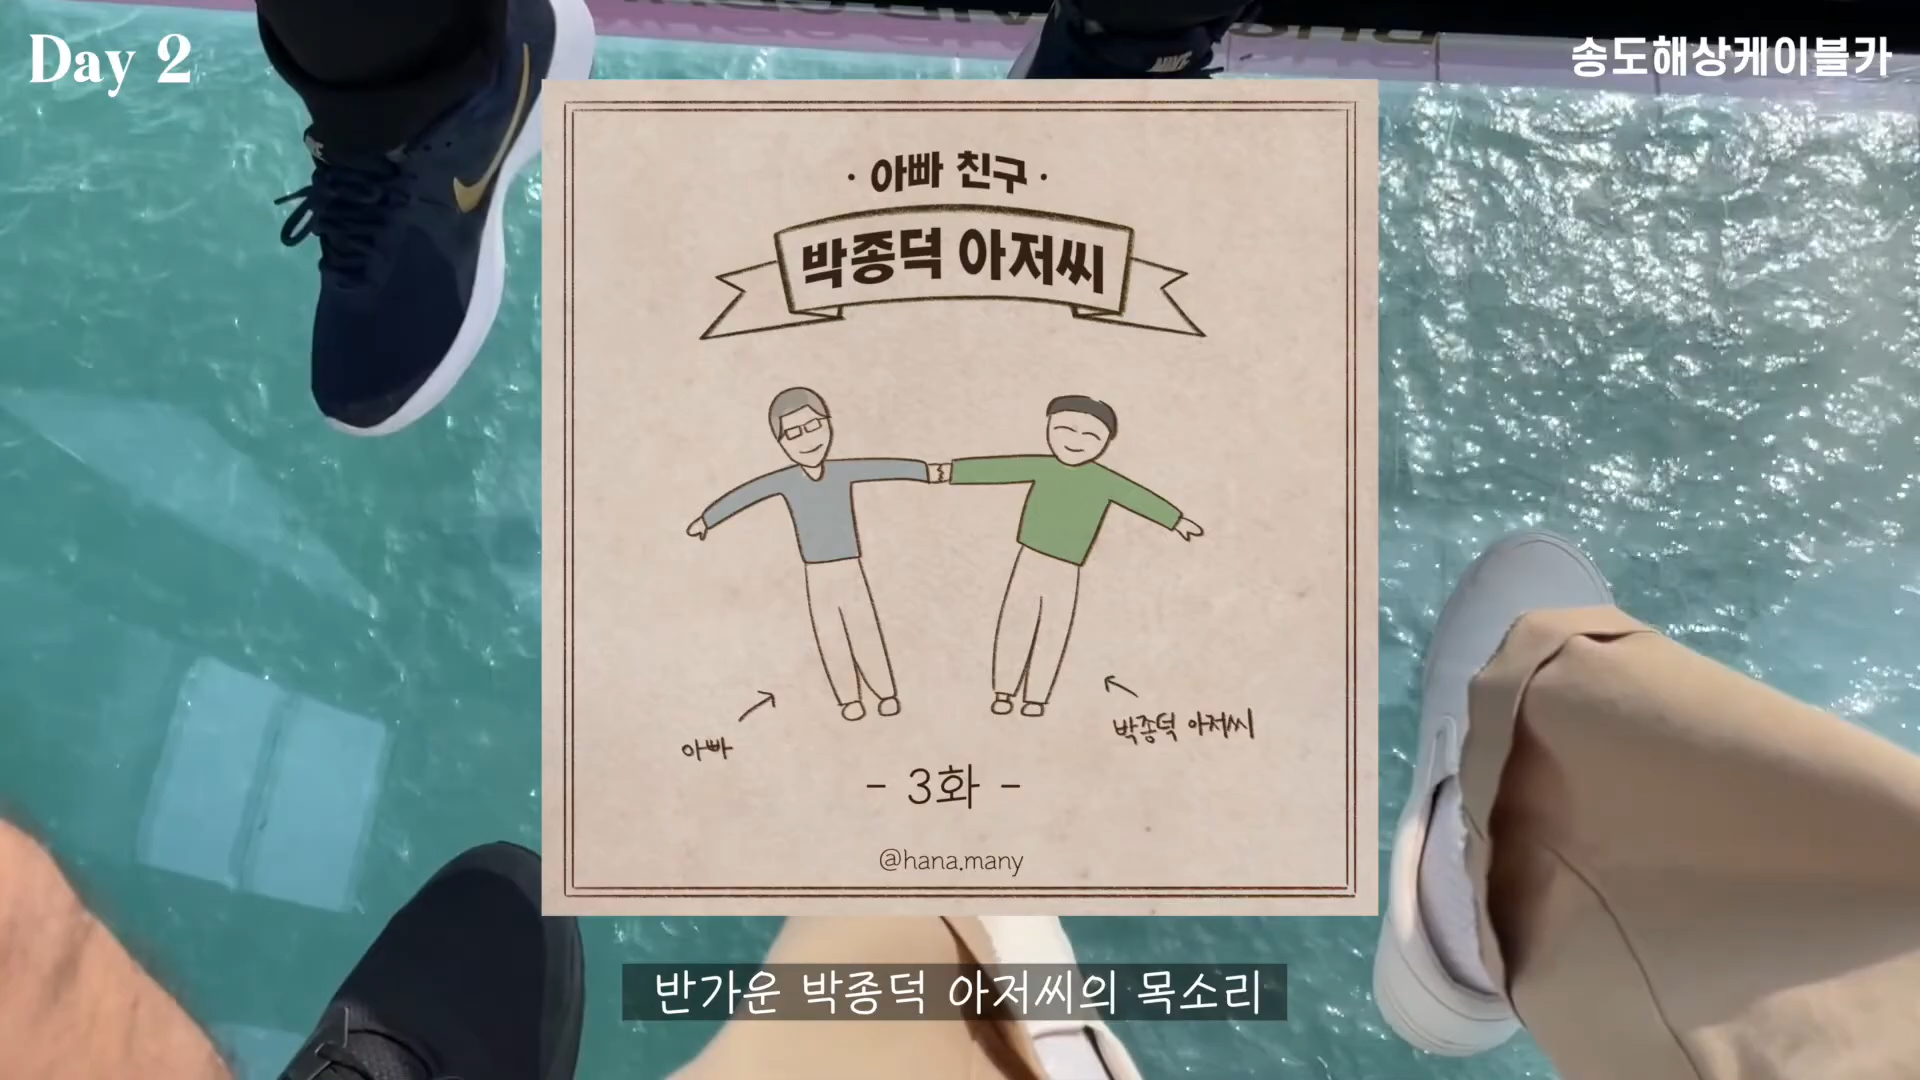 Day 2
송도해상케이블카
NIKE
· 아빠 친구 ·
박종덕 아저씨
아빠
박종덕 아저씨
- 3화 -
@hana.many
반가운 박종덕 아저씨의 목소리